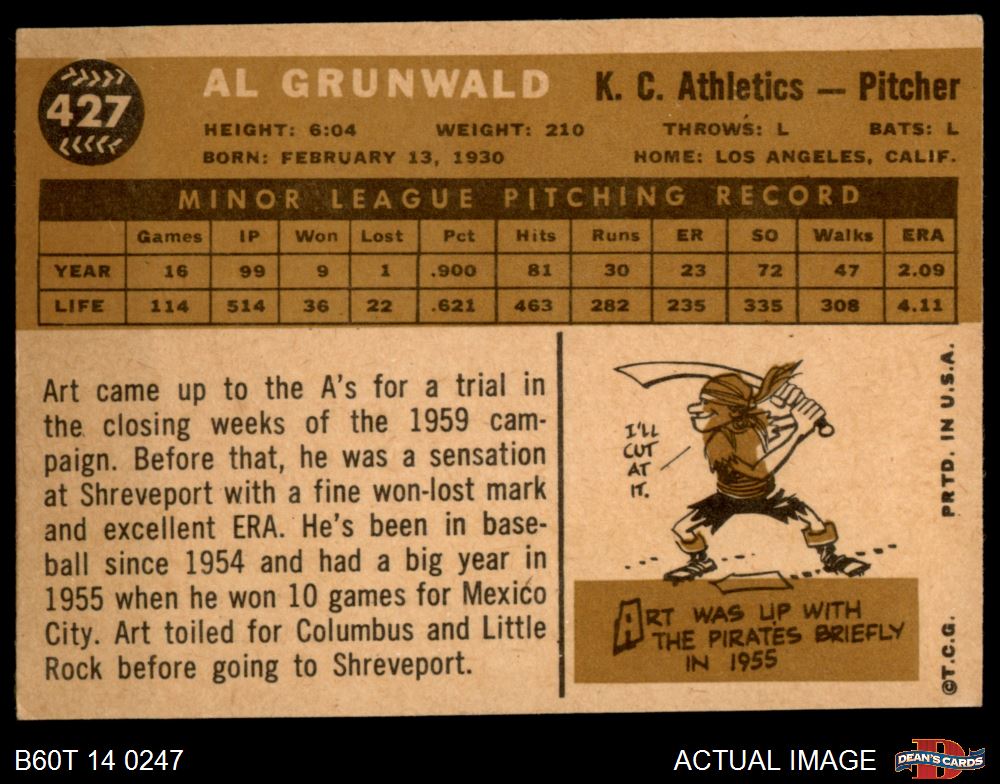 427
AL GRUNWALD
K. C. Athletics — Pitcher
HEIGHT: 6:04 WEIGHT: 210 THROWS: L BATS: L
BORN: FEBRUARY 13, 1930 HOME: LOS ANGELES, CALIF.
MINOR LEAGUE PITCHING RECORD
Games IP Won Lost Pct Hits Runs ER SO Walks ERA
YEAR 16 99 9 1 .900 81 30 23 72 47 2.09
LIFE 114 514 36 22 .621 463 282 235 335 308 4.11
Art came up to the A's for a trial in
the closing weeks of the 1959 cam-
paign. Before that, he was a sensation
at Shreveport with a fine won-lost mark
and excellent ERA. He's been in base-
ball since 1954 and had a big year in
1955 when he won 10 games for Mexico
City. Art toiled for Columbus and Little
Rock before going to Shreveport.
I'LL
CUT
AT
IT.
ART WAS UP WITH
THE PIRATES BRIEFLY
IN 1955
PRTD. IN U.S.A.
©T.C.G.
B60T 14 0247
ACTUAL IMAGE
D
DEAN'S CARDS